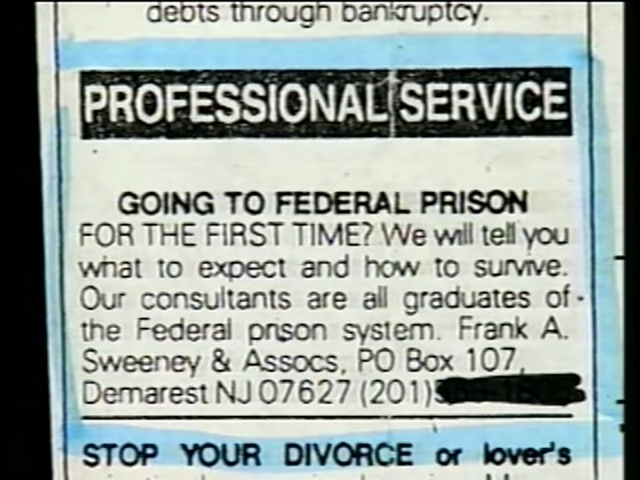 debts through bankruptcy.
PROFESSIONAL SERVICE
GOING TO FEDERAL PRISON
FOR THE FIRST TIME? We will tell you
what to expect and how to survive.
Our consultants are all graduates of
the Federal prison system. Frank A.
Sweeney & Assocs, PO Box 107,
Demarest NJ 07627 (201)
STOP YOUR DIVORCE or lover's